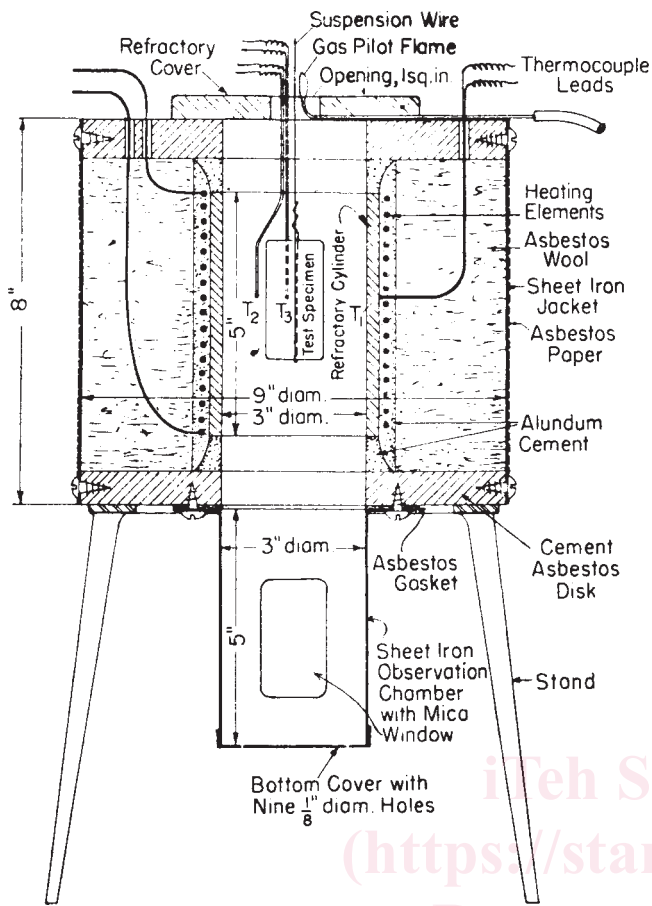 Suspension Wire
Gas Pilot Flame
Refractory
Cover
Opening, 1 sq. in.
Thermocouple
Leads
Heating
Elements
Asbestos
Wool
Sheet Iron
Jacket
Asbestos
Paper
8"
5"
T2
T3
Test Specimen
Refractory Cylinder
T1
9" diam.
3" diam.
Alundum
Cement
3" diam
Asbestos
Gasket
Cement
Asbestos
Disk
5"
Sheet Iron
Observation
Chamber
with Mica
Window
Stand
Bottom Cover with
Nine 1/8" diam. Holes
iTeh S
(https://star